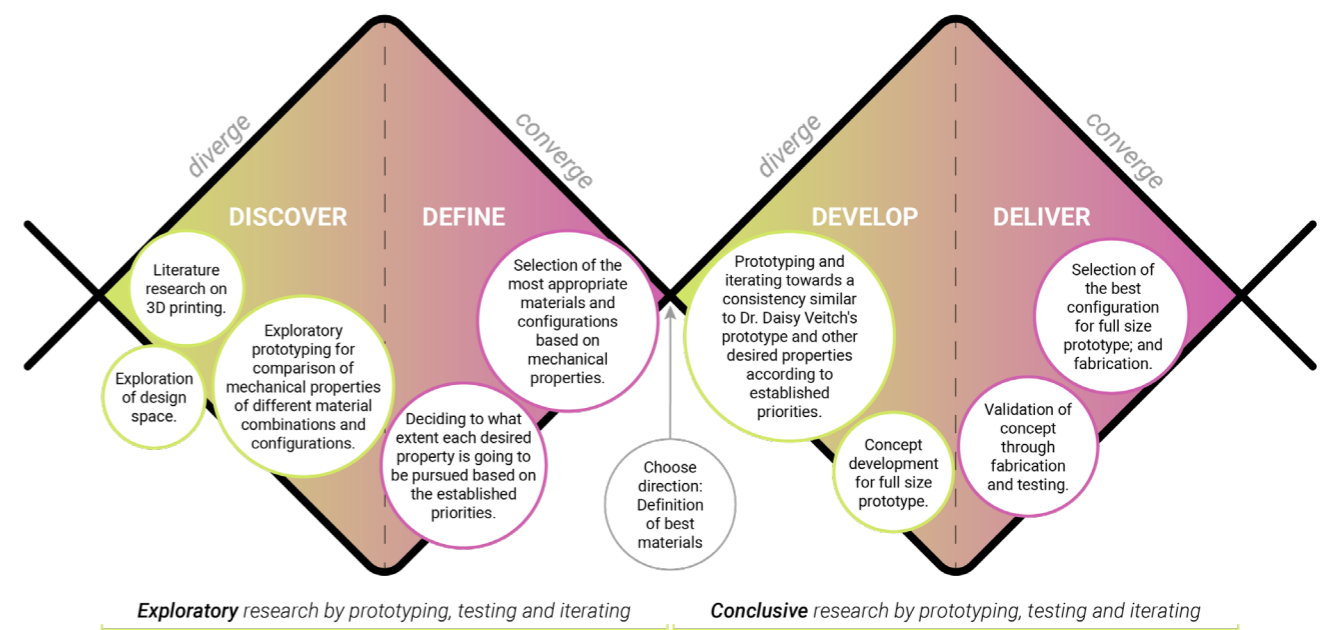 diverge
converge
diverge
converge
DISCOVER
DEFINE
DEVELOP
DELIVER
Literature
research on
3D printing.
Exploration
of design
space.
Exploratory
prototyping for
comparison of
mechanical properties
of different material
combinations and
configurations.
Deciding to what
extent each desired
property is going to
be pursued based on
the established
priorities.
Selection of the
most appropriate
materials and
configurations
based on
mechanical
properties.
Choose
direction:
Definition
of best
materials
Prototyping and
iterating towards a
consistency similar
to Dr. Daisy Veitch's
prototype and other
desired properties
according to
established
priorities.
Concept
development
for full size
prototype.
Validation of
concept
through
fabrication
and testing.
Selection of
the best
configuration
for full size
prototype; and
fabrication.
Exploratory research by prototyping, testing and iterating
Conclusive research by prototyping, testing and iterating